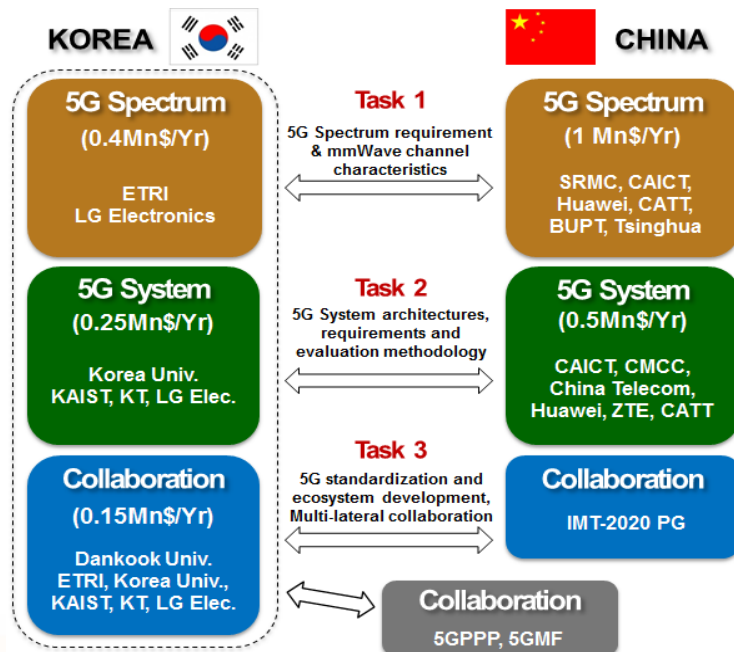 KOREA
CHINA
5G Spectrum
(0.4Mn$/Yr)
ETRI
LG Electronics
Task 1
5G Spectrum requirement
& mmWave channel
characteristics
5G Spectrum
(1 Mn$/Yr)
SRMC, CAICT,
Huawei, CATT,
BUPT, Tsinghua
5G System
(0.25Mn$/Yr)
Korea Univ.
KAIST, KT, LG Elec.
Task 2
5G System architectures,
requirements and
evaluation methodology
5G System
(0.5Mn$/Yr)
CAICT, CMCC,
China Telecom,
Huawei, ZTE, CATT
Collaboration
(0.15Mn$/Yr)
Dankook Univ.
ETRI, Korea Univ.,
KAIST, KT, LG Elec.
Task 3
5G standardization and
ecosystem development,
Multi-lateral collaboration
Collaboration
IMT-2020 PG
Collaboration
5GPPP, 5GMF